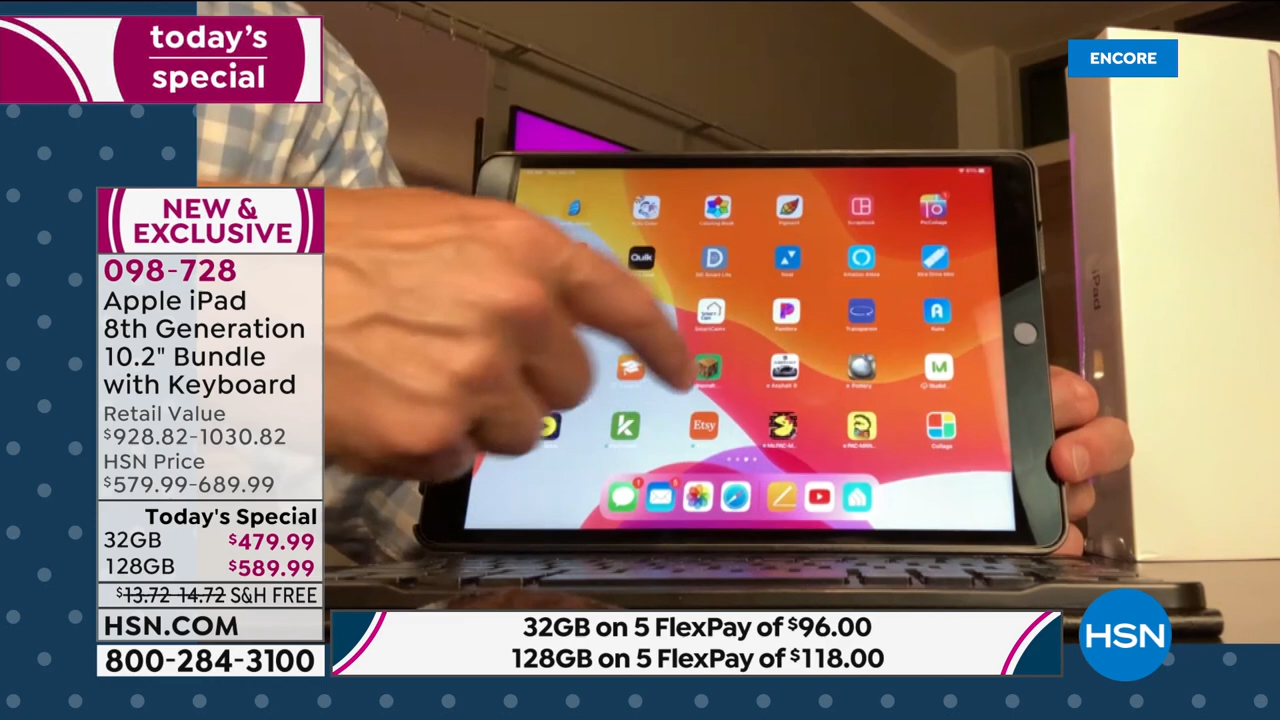 today's
special
ENCORE
NEW &
EXCLUSIVE
098-728
Apple iPad
8th Generation
10.2" Bundle
with Keyboard
Retail Value
$928.82-1030.82
HSN Price
$579.99-689.99
Today's Special
32GB $479.99
128GB $589.99
$13.72-14.72 S&H FREE
HSN.COM
800-284-3100
32GB on 5 FlexPay of $96.00
128GB on 5 FlexPay of $118.00
HSN
iPad
Quik
Pandora
Etsy
Collage